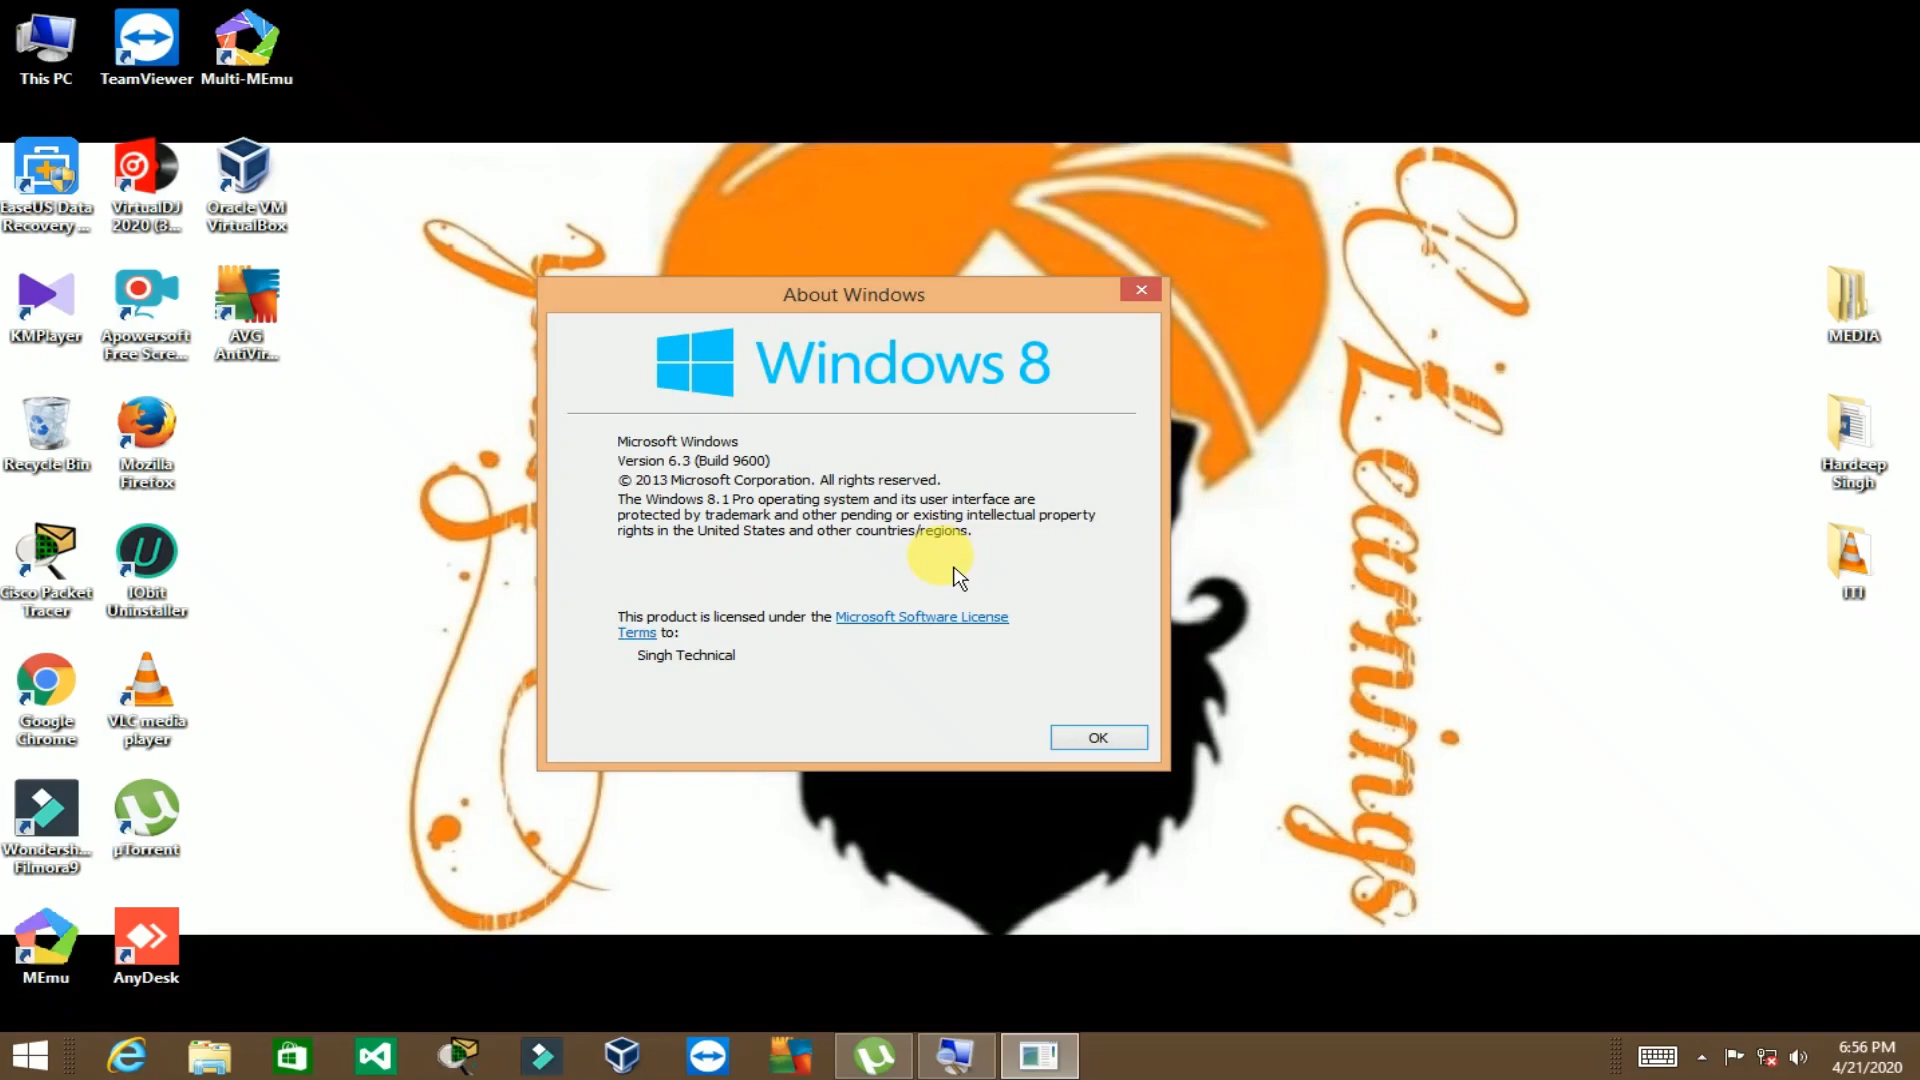 This PC
TeamViewer
Multi-MEmu
EaseUS Data
Recovery ...
VirtualDJ
2020 (3...
Oracle VM
VirtualBox
KMPlayer
Apowersoft
Free Scre...
AVG
AntiVir...
Recycle Bin
Mozilla
Firefox
Cisco Packet
Tracer
IObit
Uninstaller
Google
Chrome
VLC media
player
Wondersh...
Filmora9
µTorrent
MEmu
AnyDesk
About Windows
Windows 8
Microsoft Windows
Version 6.3 (Build 9600)
© 2013 Microsoft Corporation. All rights reserved.
The Windows 8.1 Pro operating system and its user interface are
protected by trademark and other pending or existing intellectual property
rights in the United States and other countries/regions.
This product is licensed under the Microsoft Software License
Terms to:
Singh Technical
OK
Learnings
MEDIA
Hardeep
Singh
ITI
6:56 PM
4/21/2020